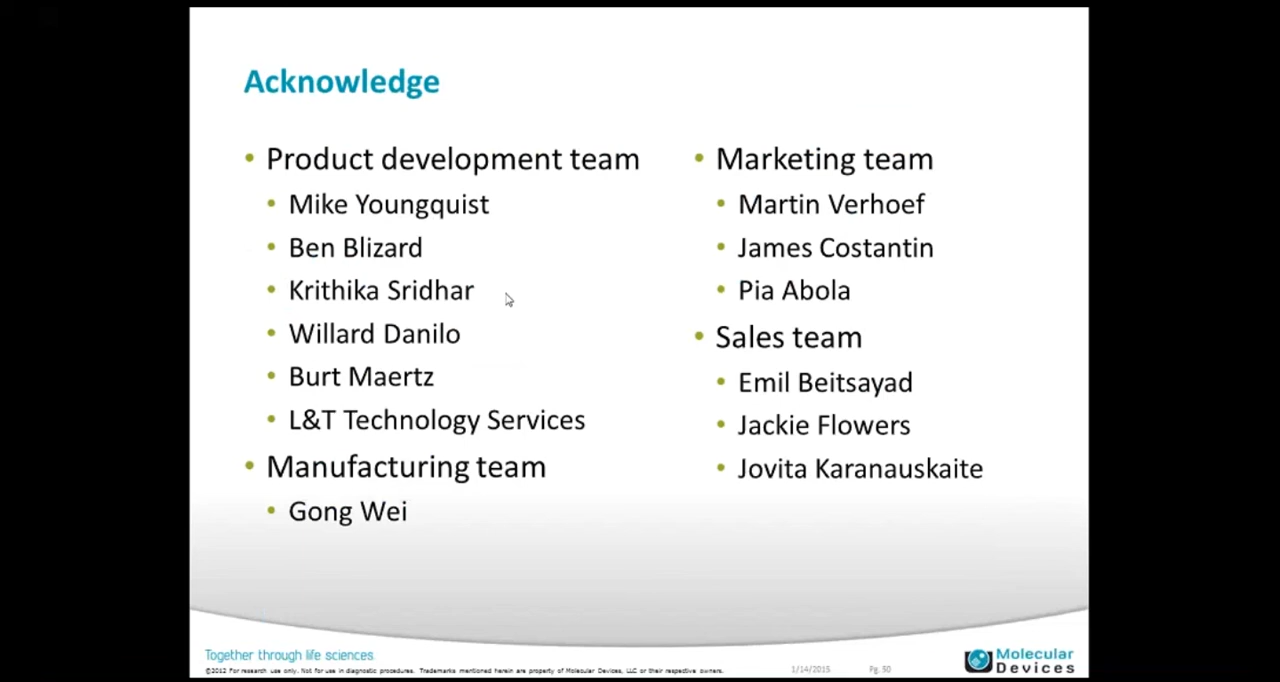 Acknowledge
• Product development team
• Mike Youngquist
• Ben Blizard
• Krithika Sridhar
• Willard Danilo
• Burt Maertz
• L&T Technology Services
• Manufacturing team
• Gong Wei
• Marketing team
• Martin Verhoef
• James Costantin
• Pia Abola
• Sales team
• Emil Beitsayad
• Jackie Flowers
• Jovita Karanauskaite
Together through life sciences
©2012 For research use only. Not for use in diagnostic procedures. Trademarks mentioned herein are property of Molecular Devices, LLC or their respective owners.
1/14/2015
Pg. 50
Molecular
Devices